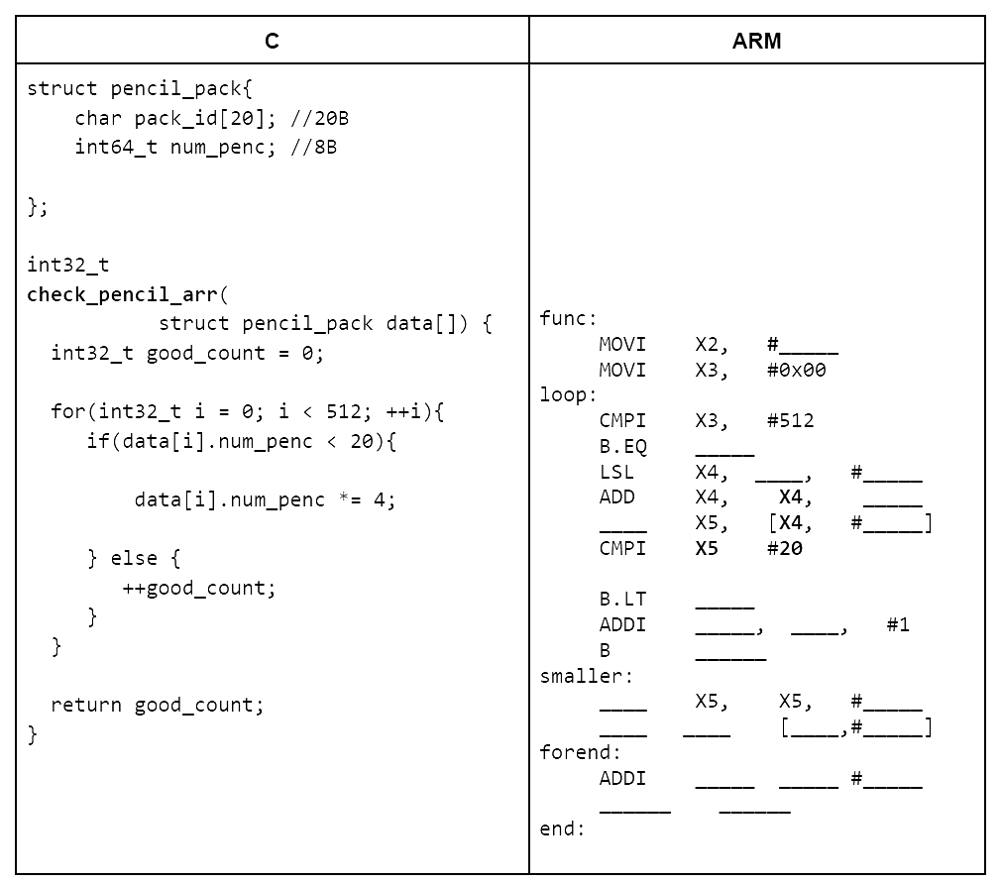 C
ARM
struct pencil_pack{
char pack_id[20]; //20B
int64_t num_penc; //8B
};
int32_t
check_pencil_arr(
struct pencil_pack data[]) {
int32_t good_count = 0;
for(int32_t i = 0; i < 512; ++i){
if(data[i].num_penc < 20){
data[i].num_penc *= 4;
} else {
++good_count;
}
}
return good_count;
}
func:
MOVI X2, #_____
MOVI X3, #0x00
loop:
CMPI X3, #512
B.EQ _____
LSL X4, ____, #_____
ADD X4, X4, _____
____ X5, [X4, #_____]
CMPI X5 #20
B.LT _____
ADDI _____, ____, #1
B ______
smaller:
____ X5, X5, #_____
____ ____ [____,#_____]
forend:
ADDI _____ _____ #_____
______ ______
end: